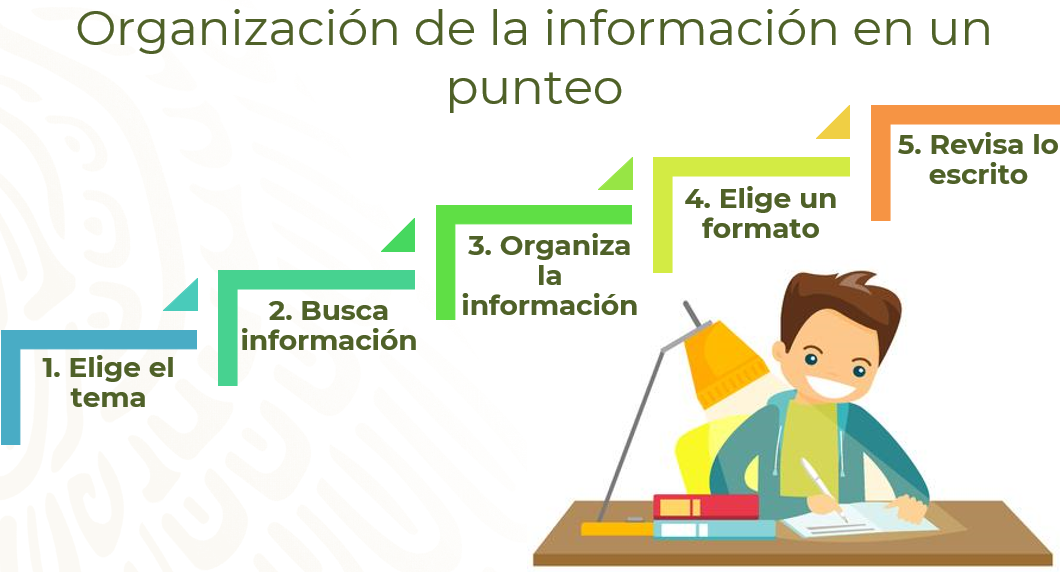 Organización de la información en un
punteo
1. Elige el
tema
2. Busca
información
3. Organiza
la
información
4. Elige un
formato
5. Revisa lo
escrito